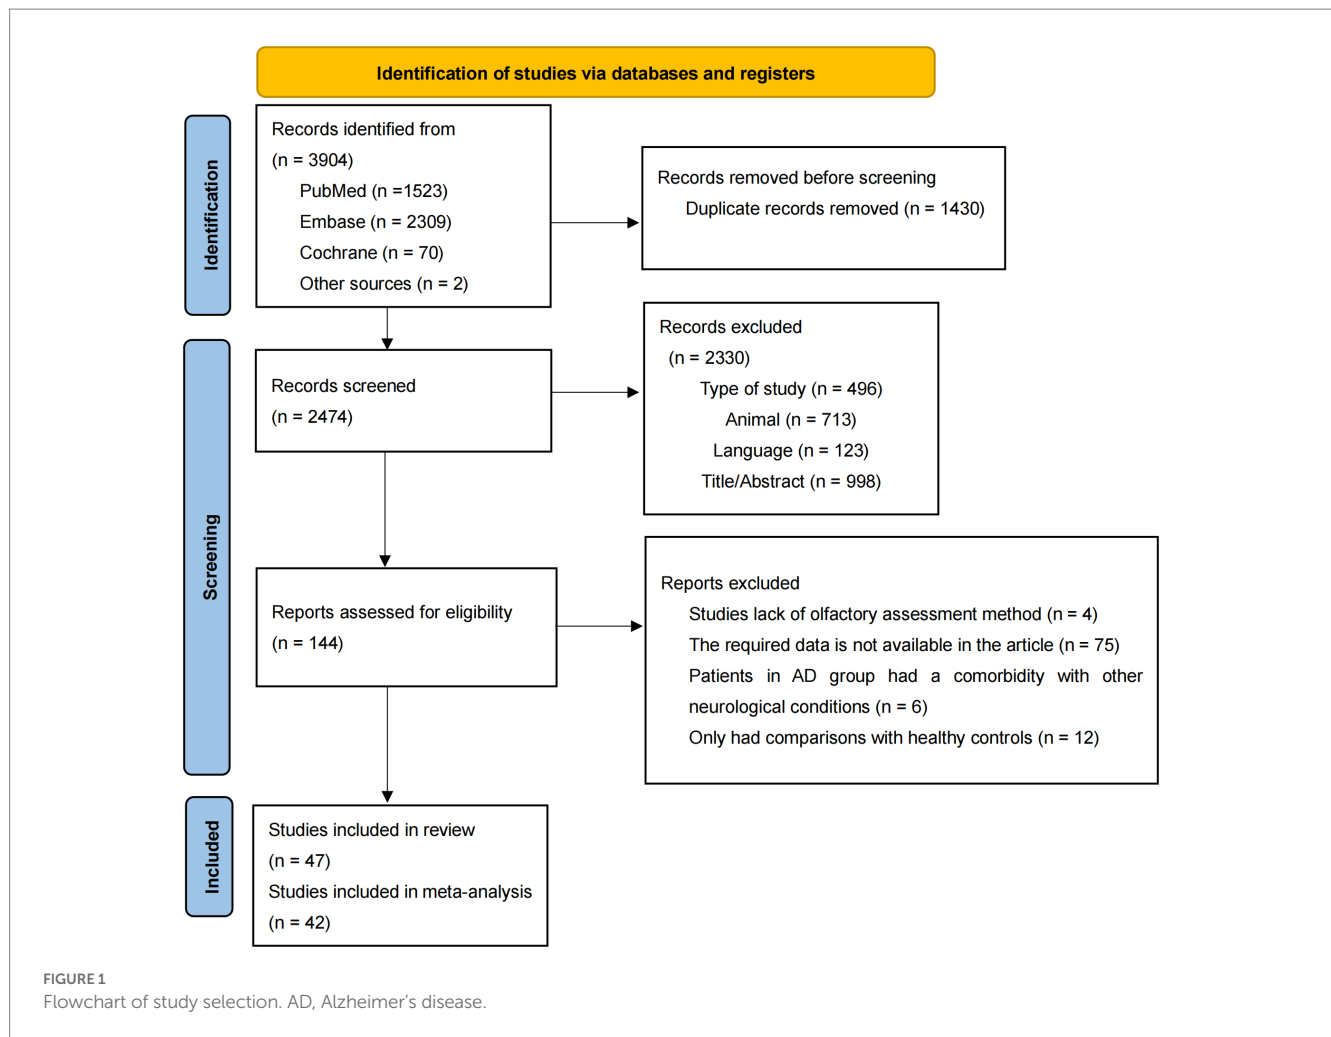 Identification of studies via databases and registers
Identification
Records identified from
(n = 3904)
PubMed (n =1523)
Embase (n = 2309)
Cochrane (n = 70)
Other sources (n = 2)
Records removed before screening
Duplicate records removed (n = 1430)
Screening
Records screened
(n = 2474)
Records excluded
(n = 2330)
Type of study (n = 496)
Animal (n = 713)
Language (n = 123)
Title/Abstract (n = 998)
Reports assessed for eligibility
(n = 144)
Reports excluded
Studies lack of olfactory assessment method (n = 4)
The required data is not available in the article (n = 75)
Patients in AD group had a comorbidity with other
neurological conditions (n = 6)
Only had comparisons with healthy controls (n = 12)
Included
Studies included in review
(n = 47)
Studies included in meta-analysis
(n = 42)
FIGURE 1
Flowchart of study selection. AD, Alzheimer's disease.